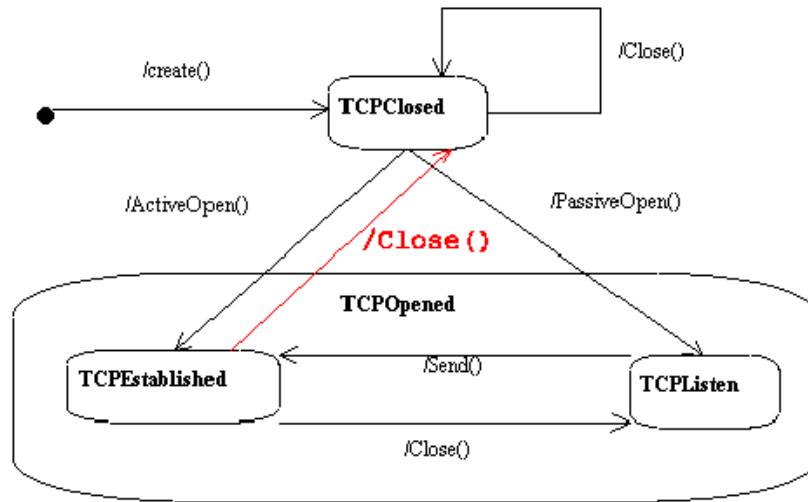 /Close()
/create()
TCPClosed
/ActiveOpen()
/PassiveOpen()
/Close()
TCPOpened
/Send()
TCPEstablished
TCPListen
/Close()